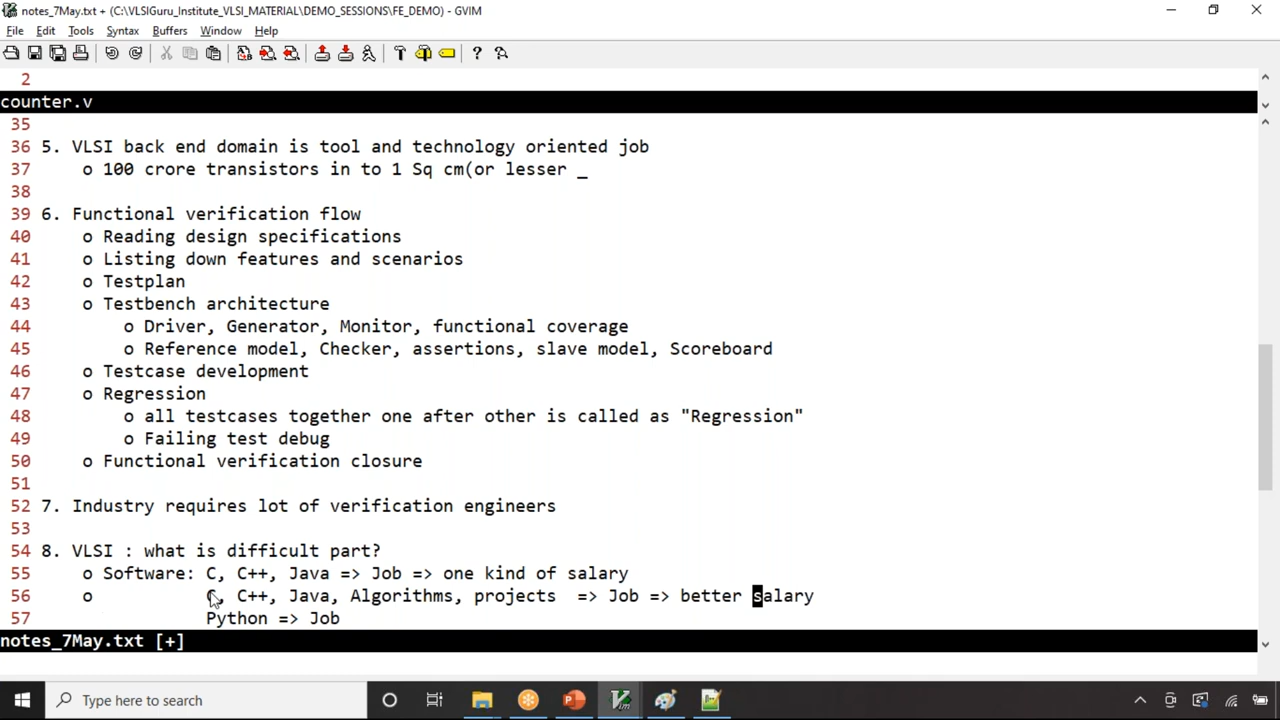 notes_7May.txt + (C:\VLSIGuru_Institute_VLSI_MATERIAL\DEMO_SESSIONS\FE_DEMO) - GVIM
File Edit Tools Syntax Buffers Window Help
2
counter.v
35
36 5. VLSI back end domain is tool and technology oriented job
37 o 100 crore transistors in to 1 Sq cm(or lesser _
38
39 6. Functional verification flow
40 o Reading design specifications
41 o Listing down features and scenarios
42 o Testplan
43 o Testbench architecture
44 o Driver, Generator, Monitor, functional coverage
45 o Reference model, Checker, assertions, slave model, Scoreboard
46 o Testcase development
47 o Regression
48 o all testcases together one after other is called as "Regression"
49 o Failing test debug
50 o Functional verification closure
51
52 7. Industry requires lot of verification engineers
53
54 8. VLSI : what is difficult part?
55 o Software: C, C++, Java => Job => one kind of salary
56 o C, C++, Java, Algorithms, projects => Job => better salary
57 Python => Job
notes_7May.txt [+]
Type here to search